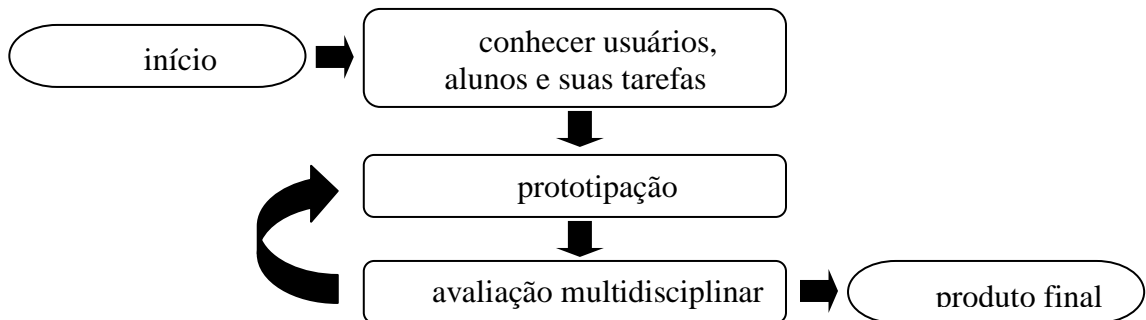 início
conhecer usuários,
alunos e suas tarefas
prototipação
avaliação multidisciplinar
produto final